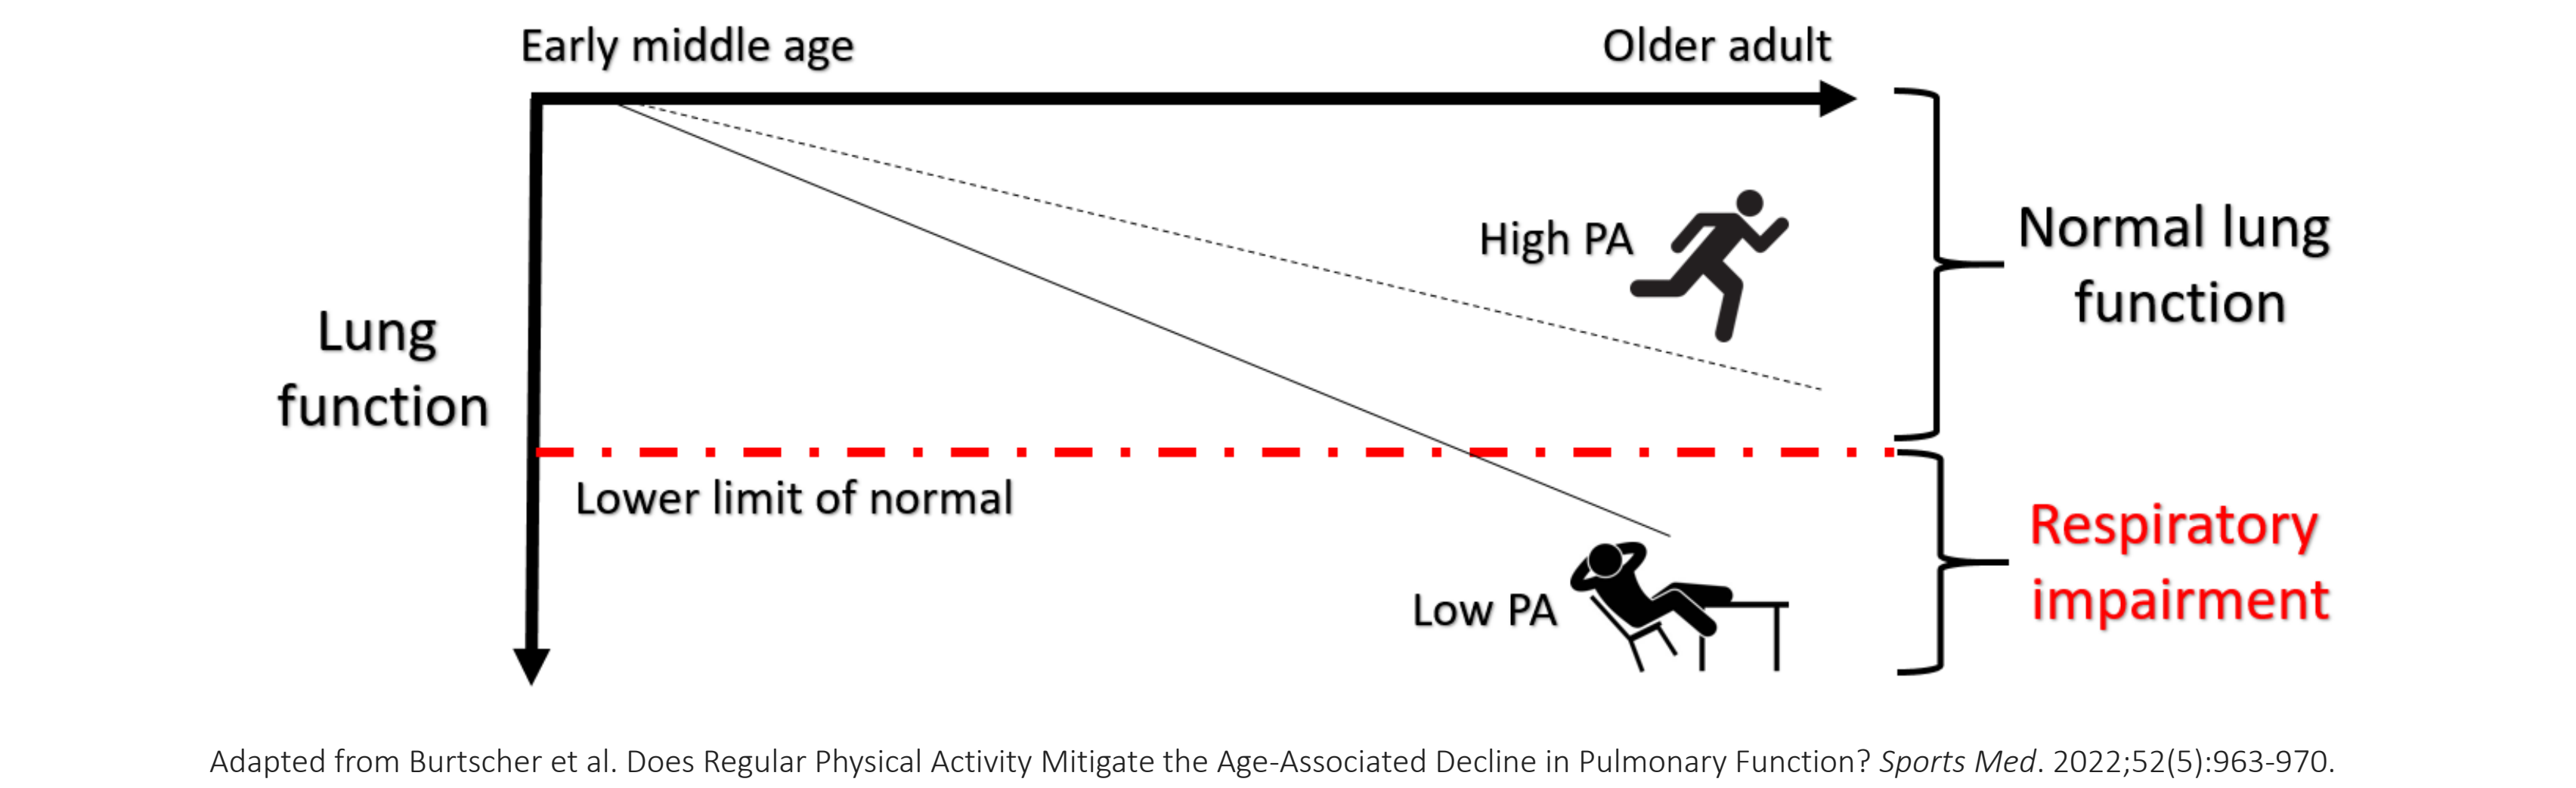 Early middle age
Older adult
High PA
Normal lung
function
Lung
function
Lower limit of normal
Respiratory
impairment
Low PA
Adapted from Burtscher et al. Does Regular Physical Activity Mitigate the Age-Associated Decline in Pulmonary Function? Sports Med. 2022;52(5):963-970.